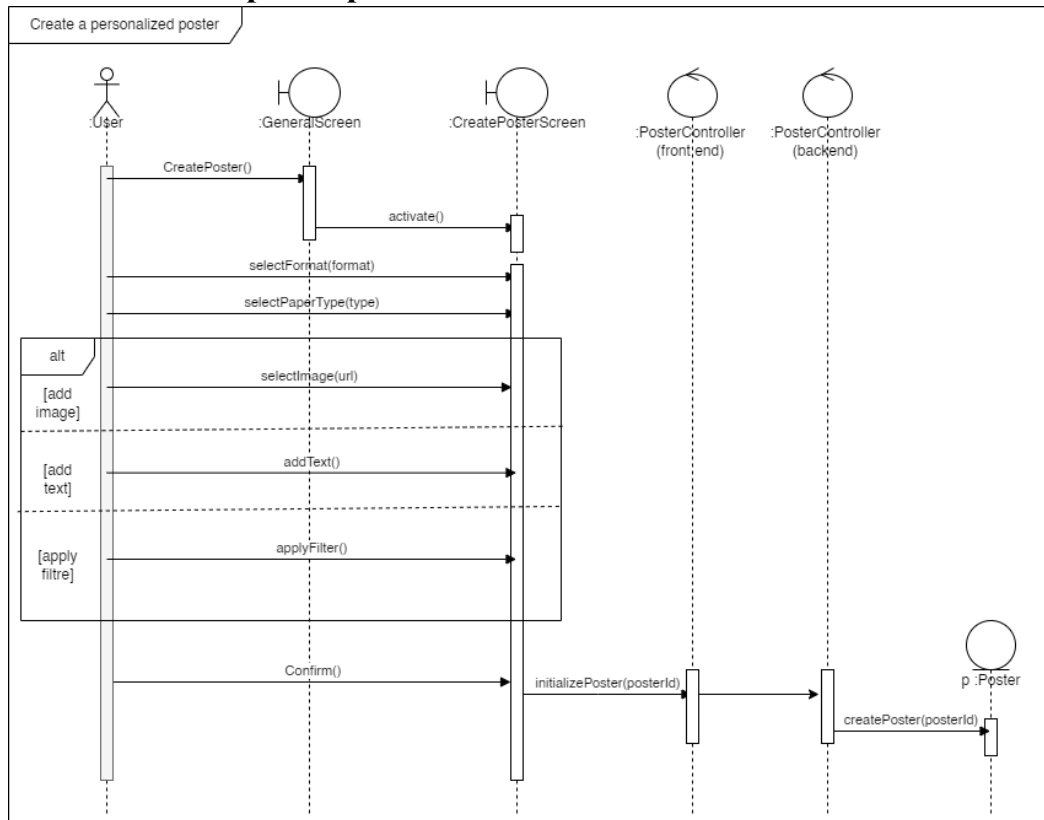 Create a personalized poster
:User
:GeneralScreen
:CreatePosterScreen
:PosterController
(front end)
:PosterController
(backend)
CreatePoster()
activate()
selectFormat(format)
selectPaperType(type)
alt
selectImage(url)
[add
image]
addText()
[add
text]
applyFilter()
[apply
filtre]
Confirm()
initializePoster(posterId)
p :Poster
createPoster(posterId)